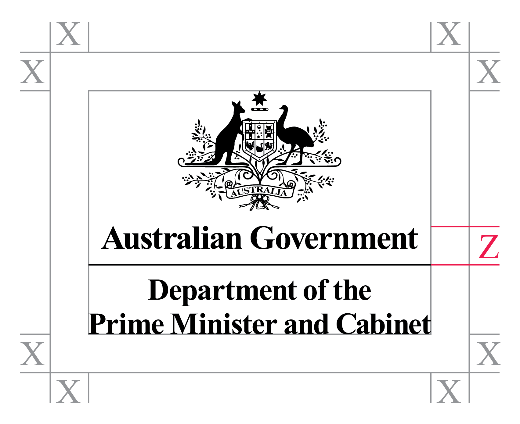 X X
X X
AUSTRALIA
Australian Government
Z
Department of the
Prime Minister and Cabinet
X X
X X